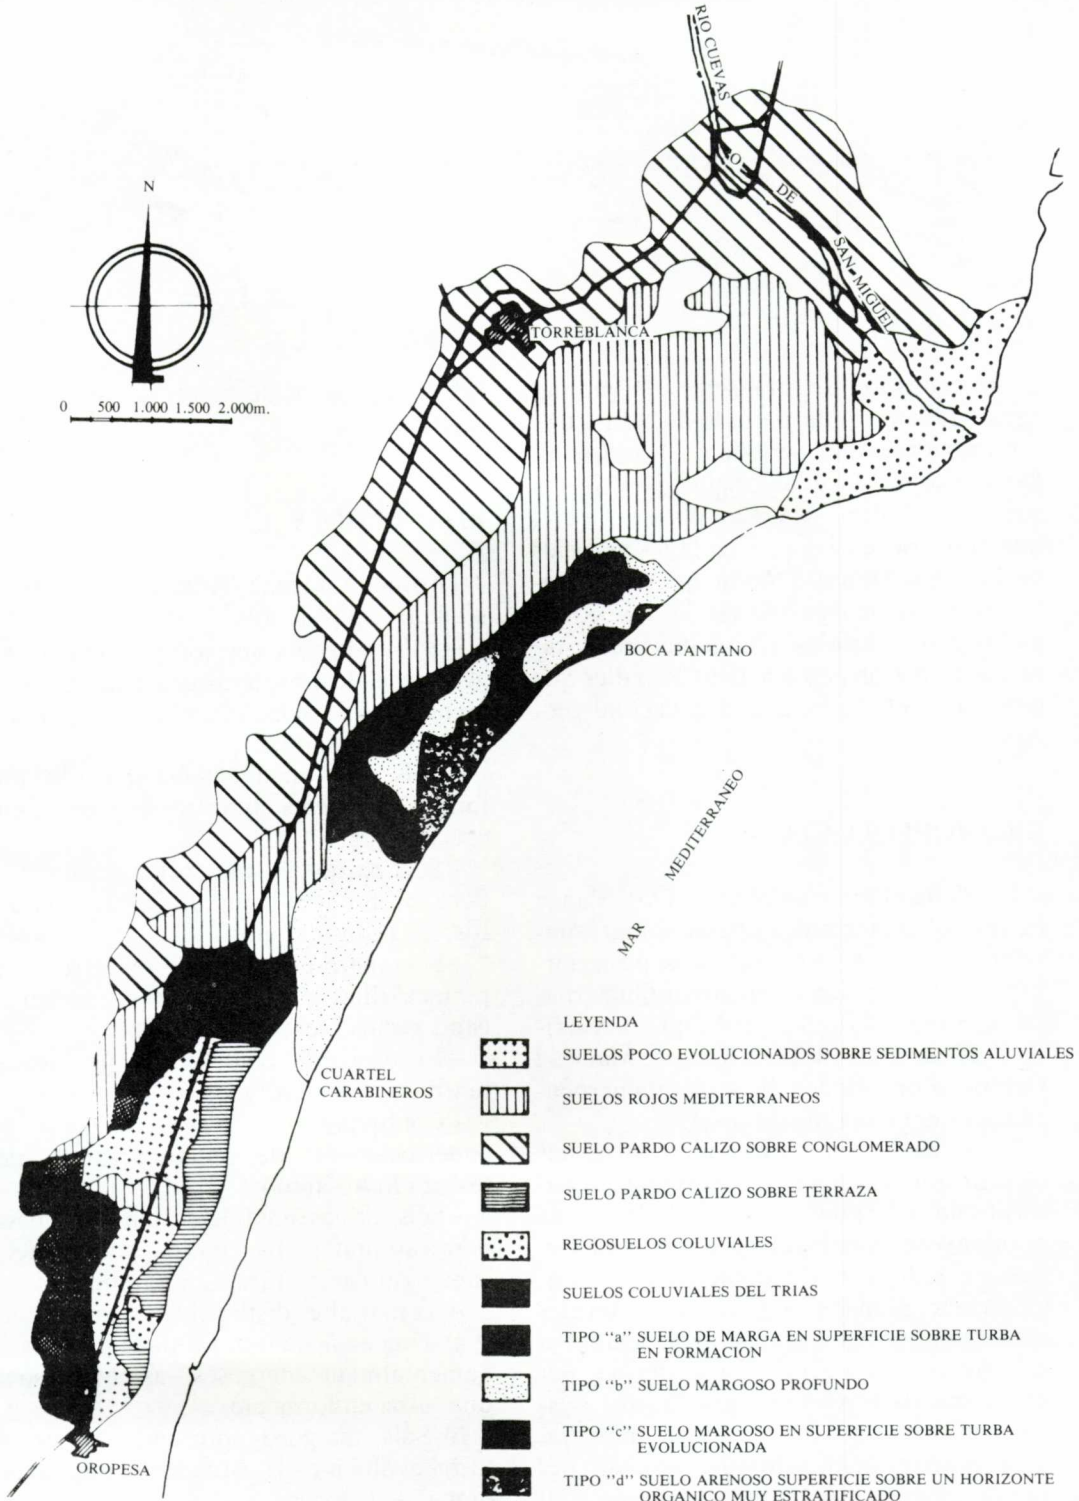 RIO CUEVAS
O DE SAN MIGUEL
N
TORREBLANCA
0 500 1.000 1.500 2.000m.
BOCA PANTANO
MAR MEDITERRANEO
CUARTEL
CARABINEROS
OROPESA
LEYENDA
SUELOS POCO EVOLUCIONADOS SOBRE SEDIMENTOS ALUVIALES
SUELOS ROJOS MEDITERRANEOS
SUELO PARDO CALIZO SOBRE CONGLOMERADO
SUELO PARDO CALIZO SOBRE TERRAZA
REGOSUELOS COLUVIALES
SUELOS COLUVIALES DEL TRIAS
TIPO "a" SUELO DE MARGA EN SUPERFICIE SOBRE TURBA
EN FORMACION
TIPO "b" SUELO MARGOSO PROFUNDO
TIPO "c" SUELO MARGOSO EN SUPERFICIE SOBRE TURBA
EVOLUCIONADA
TIPO "d" SUELO ARENOSO SUPERFICIE SOBRE UN HORIZONTE
ORGANICO MUY ESTRATIFICADO